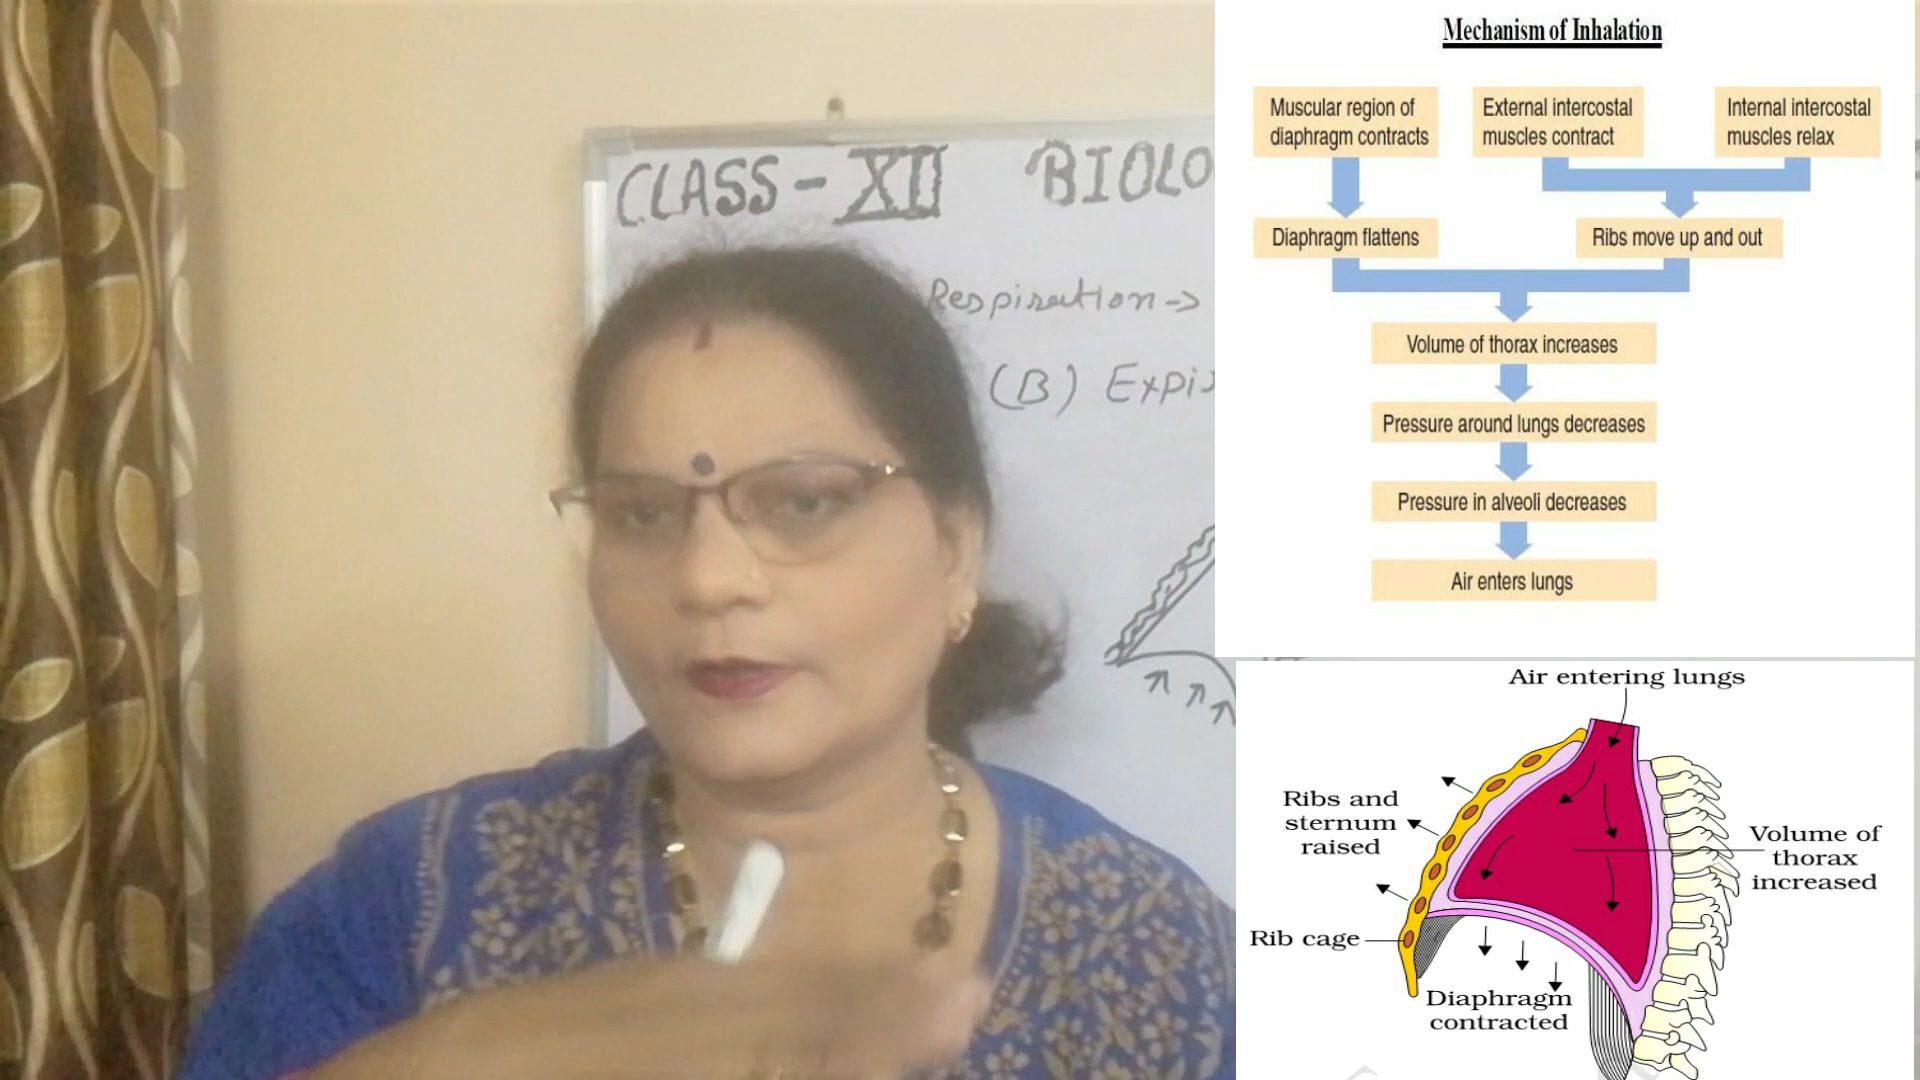 CLASS - XII BIOLO
Respiration →
(B) Expi
Mechanism of Inhalation
Muscular region of
diaphragm contracts
External intercostal
muscles contract
Internal intercostal
muscles relax
Diaphragm flattens
Ribs move up and out
Volume of thorax increases
Pressure around lungs decreases
Pressure in alveoli decreases
Air enters lungs
Air entering lungs
Ribs and
sternum
raised
Volume of
thorax
increased
Rib cage
Diaphragm
contracted